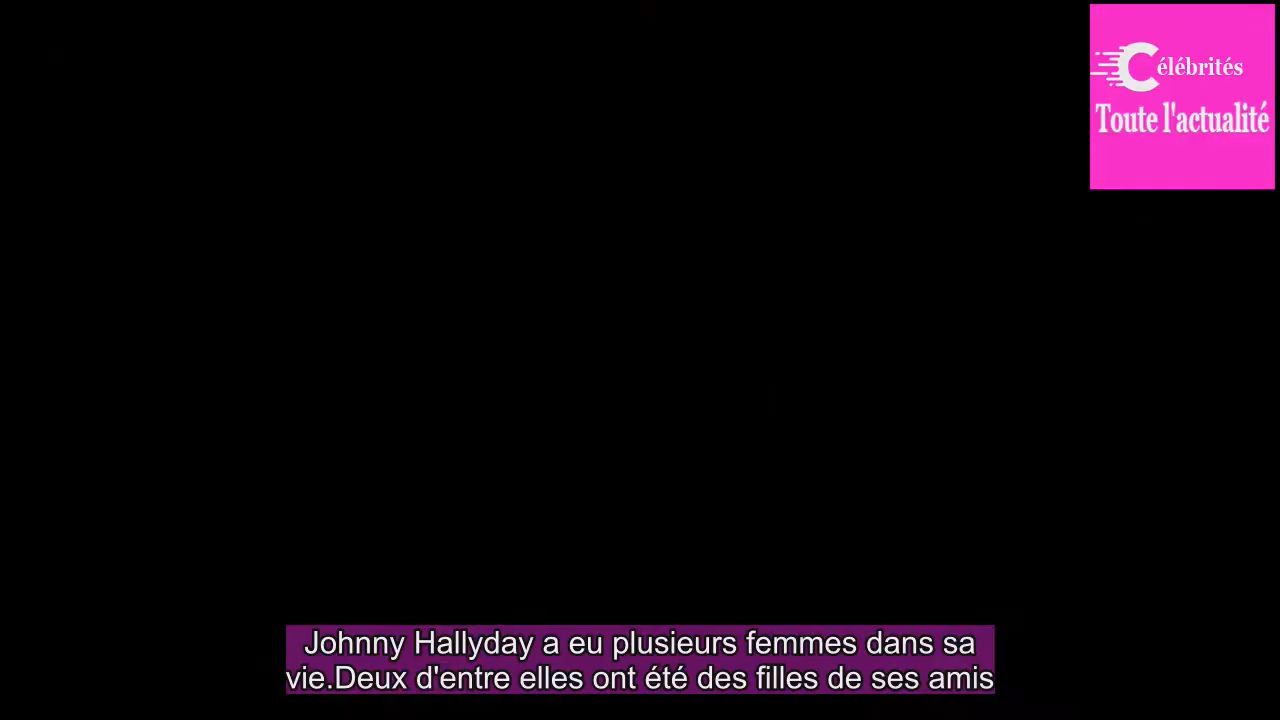 Célébrités
Toute l'actualité
Johnny Hallyday a eu plusieurs femmes dans sa
vie.Deux d'entre elles ont été des filles de ses amis